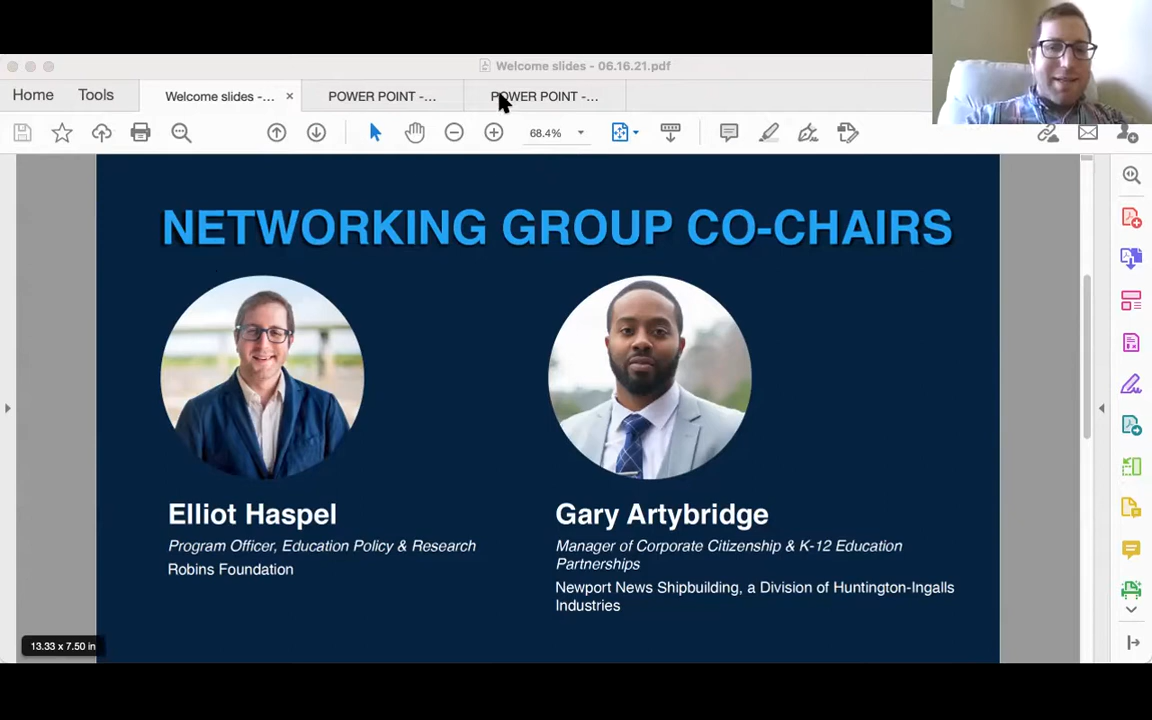 Welcome slides - 06.16.21.pdf
Home
Tools
Welcome slides -...
POWER POINT -...
POWER POINT -...
68.4%
NETWORKING GROUP CO-CHAIRS
Elliot Haspel
Program Officer, Education Policy & Research
Robins Foundation
Gary Artybridge
Manager of Corporate Citizenship & K-12 Education
Partnerships
Newport News Shipbuilding, a Division of Huntington-Ingalls
Industries
13.33 x 7.50 in